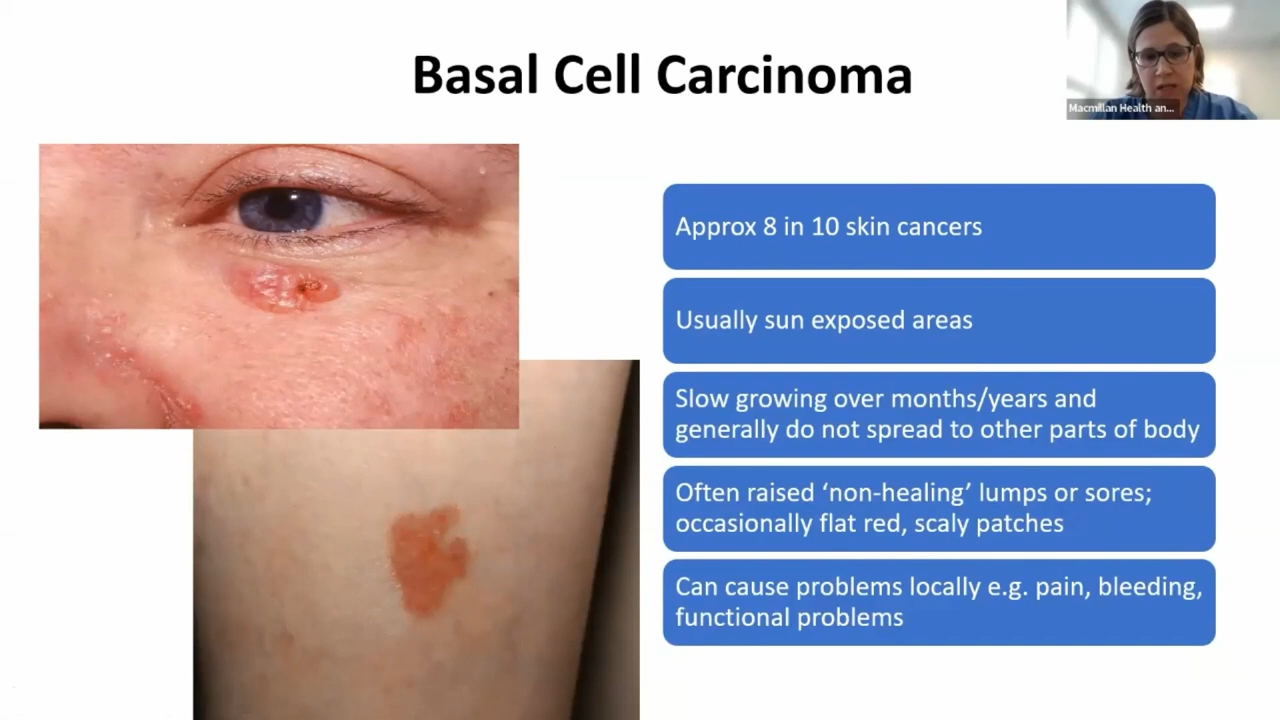 Basal Cell Carcinoma
Macmillan Health an...
Approx 8 in 10 skin cancers
Usually sun exposed areas
Slow growing over months/years and
generally do not spread to other parts of body
Often raised ‘non-healing’ lumps or sores;
occasionally flat red, scaly patches
Can cause problems locally e.g. pain, bleeding,
functional problems